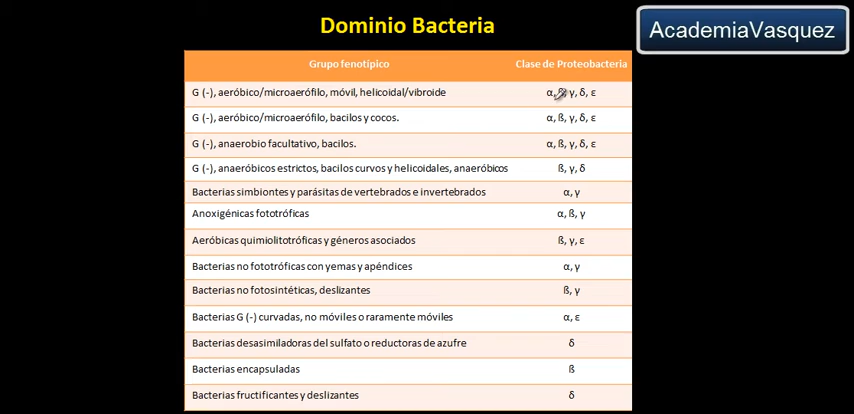 Dominio Bacteria
AcademiaVasquez
Grupo fenotípico Clase de Proteobacteria
G (-), aeróbico/microaerófilo, móvil, helicoidal/vibroide α, ß, γ, δ, ε
G (-), aeróbico/microaerófilo, bacilos y cocos. α, ß, γ, δ, ε
G (-), anaerobio facultativo, bacilos. α, ß, γ, δ, ε
G (-), anaeróbicos estrictos, bacilos curvos y helicoidales, anaeróbicos ß, γ, δ
Bacterias simbiontes y parásitas de vertebrados e invertebrados α, γ
Anoxigénicas fototróficas α, ß, γ
Aeróbicas quimiolitotróficas y géneros asociados ß, γ, ε
Bacterias no fototróficas con yemas y apéndices α, γ
Bacterias no fotosintéticas, deslizantes ß, γ
Bacterias G (-) curvadas, no móviles o raramente móviles α, ε
Bacterias desasimiladoras del sulfato o reductoras de azufre δ
Bacterias encapsuladas ß
Bacterias fructificantes y deslizantes δ